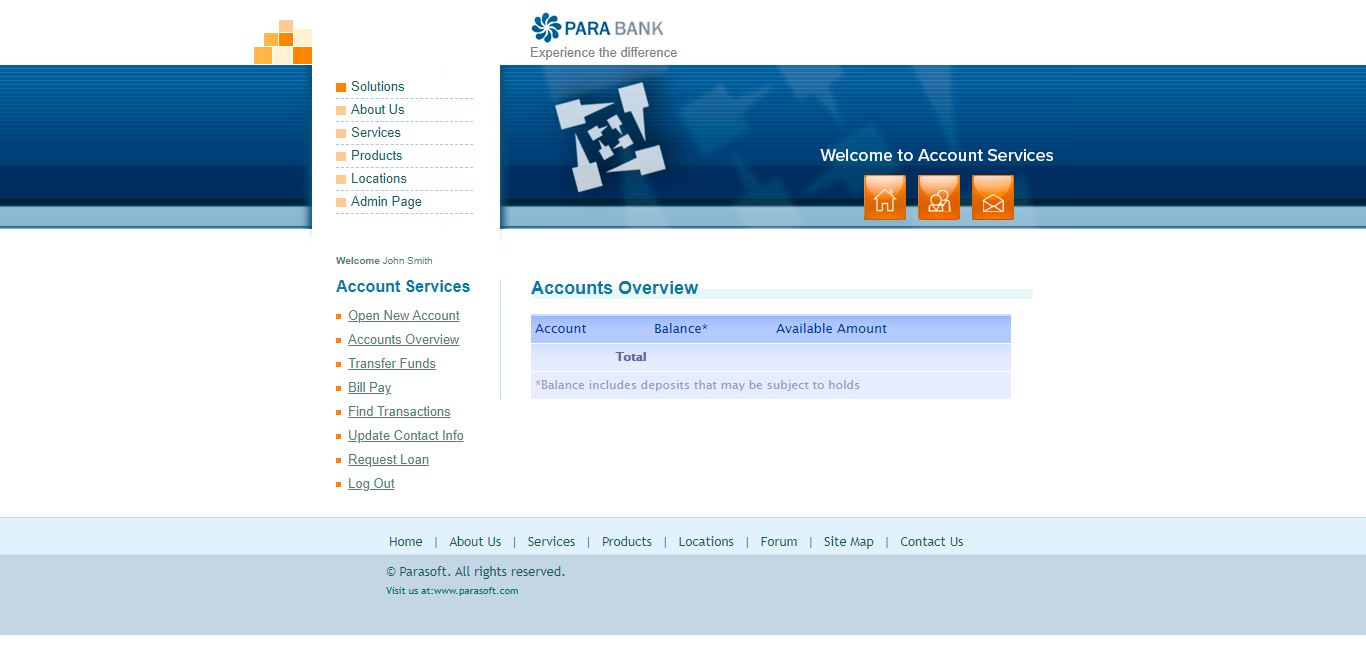 PARA BANK
Experience the difference
Solutions
About Us
Services
Products
Locations
Admin Page
Welcome to Account Services
Welcome John Smith
Account Services
Open New Account
Accounts Overview
Transfer Funds
Bill Pay
Find Transactions
Update Contact Info
Request Loan
Log Out
Accounts Overview
Account Balance* Available Amount
Total
*Balance includes deposits that may be subject to holds
Home | About Us | Services | Products | Locations | Forum | Site Map | Contact Us
© Parasoft. All rights reserved.
Visit us at:www.parasoft.com